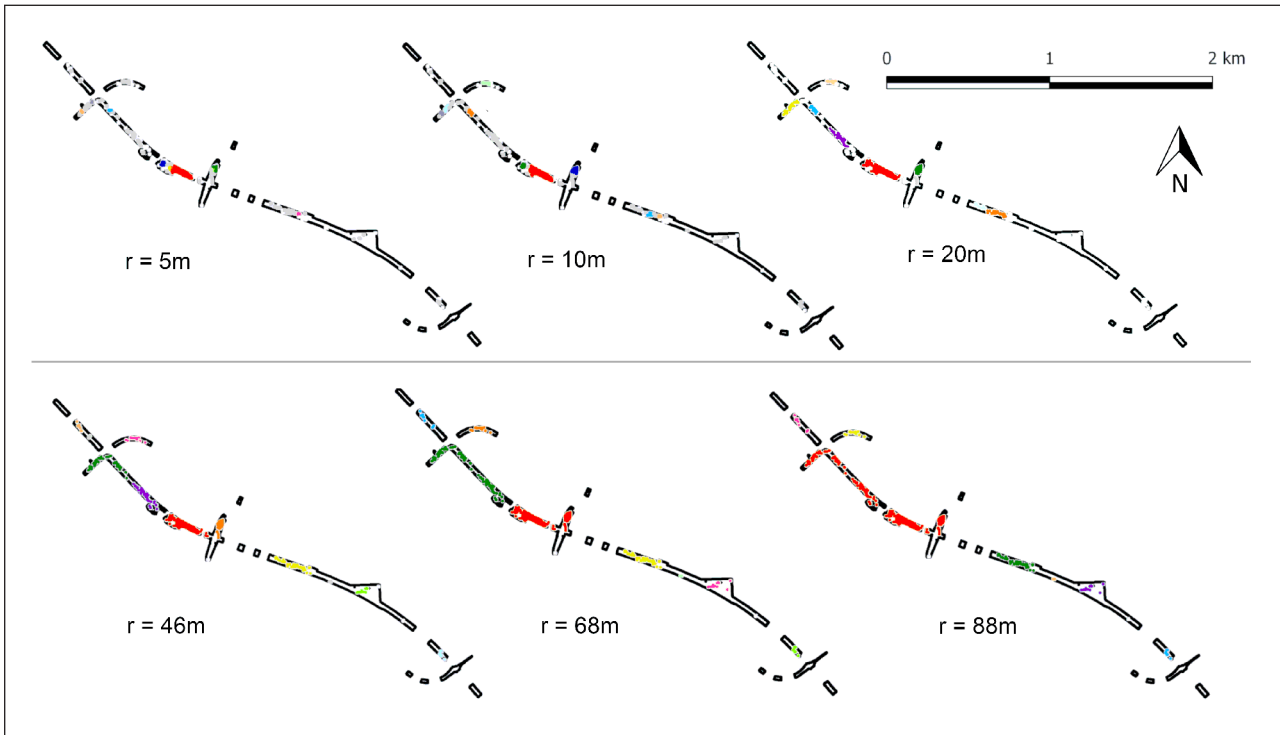 0 1 2 km
N
r = 5m
r = 10m
r = 20m
r = 46m
r = 68m
r = 88m